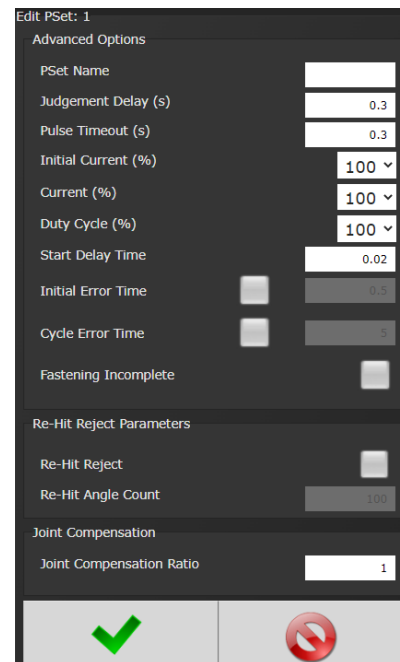 Edit PSet: 1
Advanced Options
PSet Name
Judgement Delay (s) 0.3
Pulse Timeout (s) 0.3
Initial Current (%) 100
Current (%) 100
Duty Cycle (%) 100
Start Delay Time 0.02
Initial Error Time 0.5
Cycle Error Time 5
Fastening Incomplete
Re-Hit Reject Parameters
Re-Hit Reject
Re-Hit Angle Count 100
Joint Compensation
Joint Compensation Ratio 1